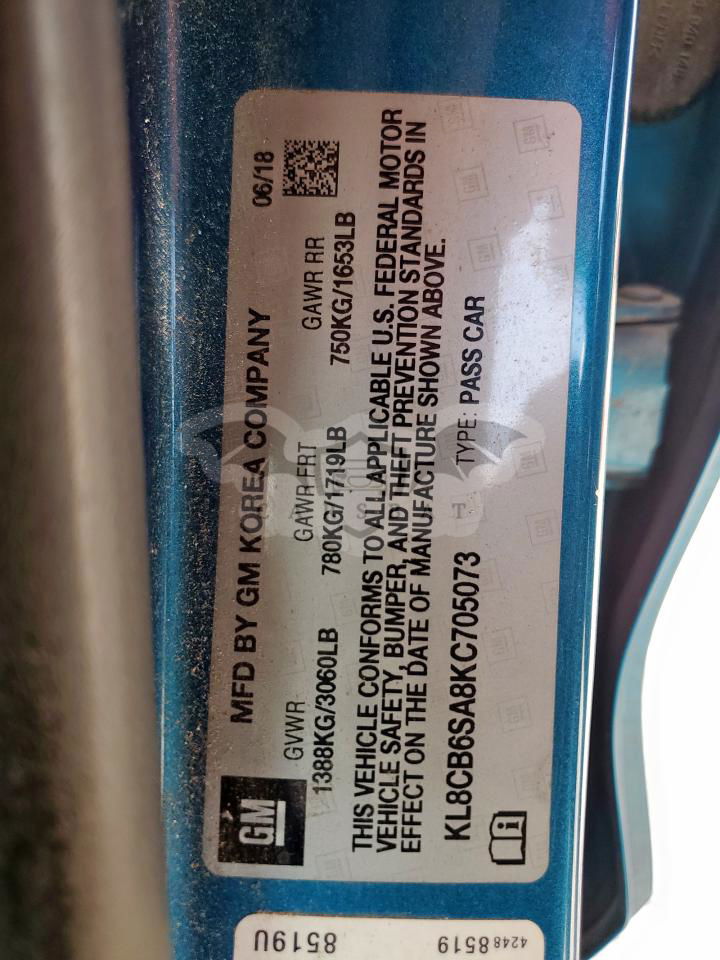 MFD BY GM KOREA COMPANY 06/18
GVWR GAWR FRT GAWR RR
1388KG/3060LB 780KG/1719LB 750KG/1653LB
THIS VEHICLE CONFORMS TO ALL APPLICABLE U.S. FEDERAL MOTOR
VEHICLE SAFETY, BUMPER, AND THEFT PREVENTION STANDARDS IN
EFFECT ON THE DATE OF MANUFACTURE SHOWN ABOVE.
KL8CB6SA8KC705073 TYPE: PASS CAR
GM
8519U
42488519